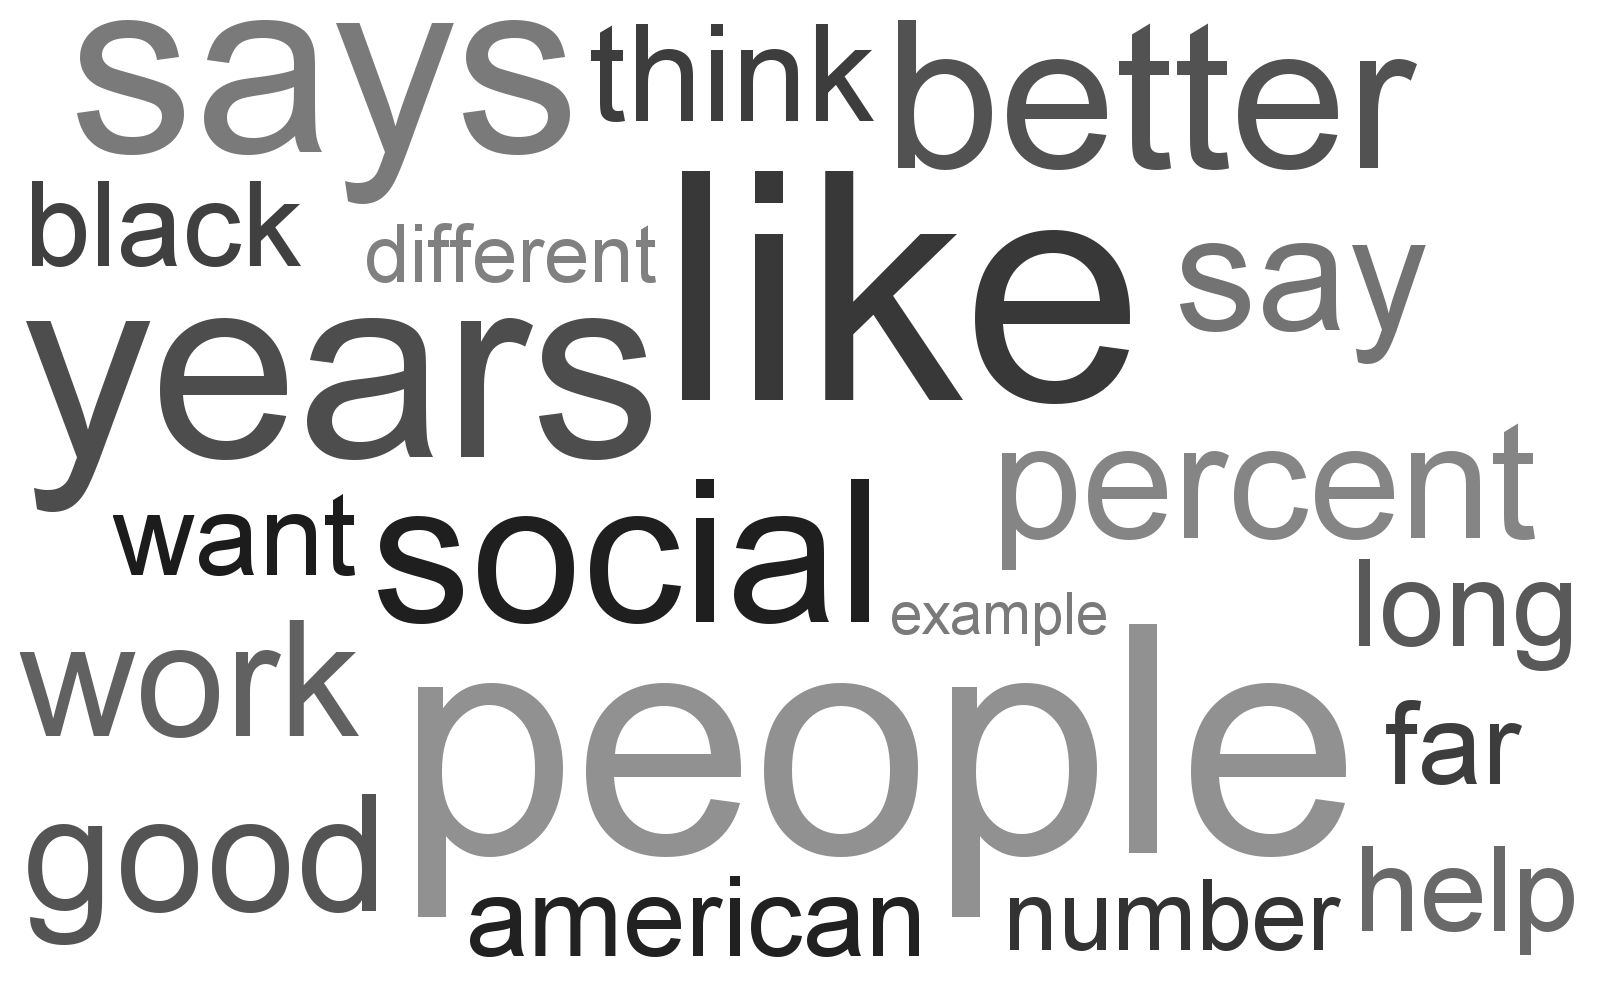 says think better
black different like say
years
percent
want social
example long
work people far
good
american number help